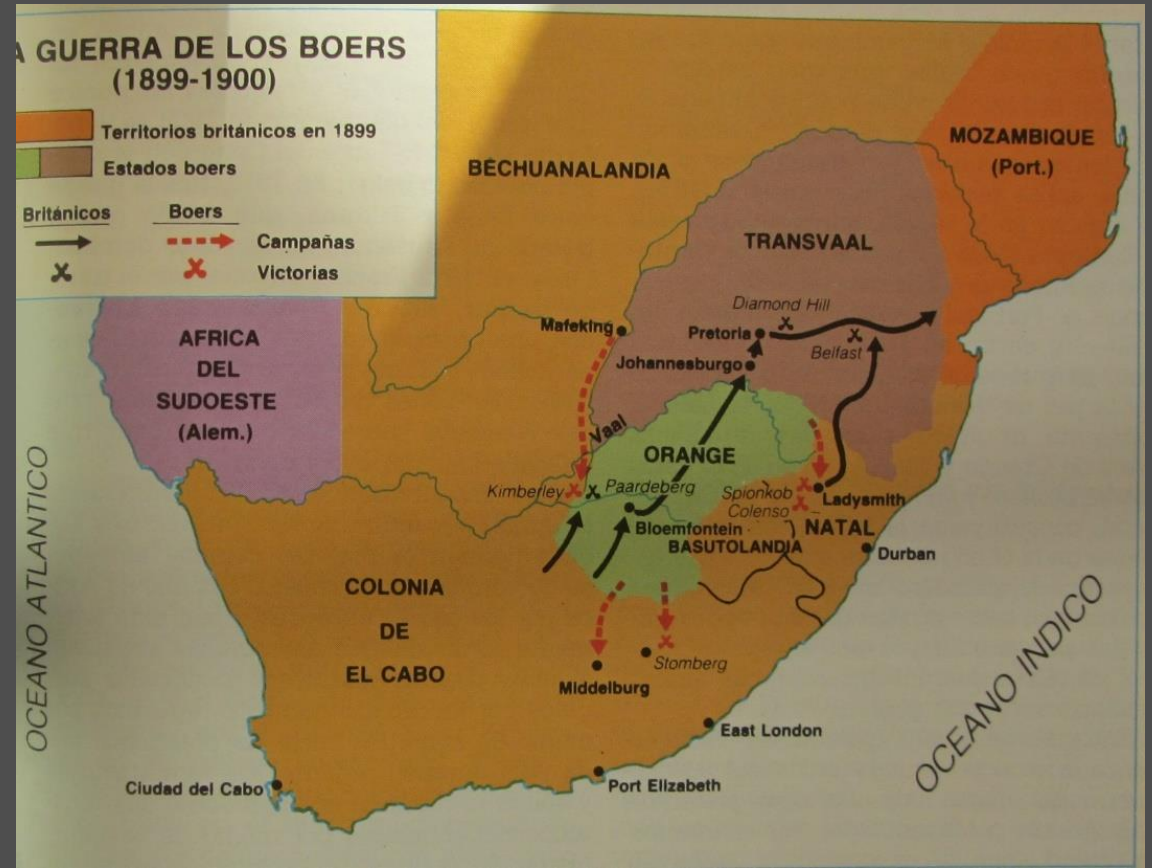 A GUERRA DE LOS BOERS
(1899-1900)
Territorios británicos en 1899
Estados boers
Británicos
Boers
Campañas
Victorias
BECHUANALANDIA
MOZAMBIQUE
(Port.)
TRANSVAAL
AFRICA
DEL
SUDOESTE
(Alem.)
Diamond Hill
Mafeking
Pretoria
Belfast
Johannesburgo
Vaal
ORANGE
Kimberley
Paardeberg
Spionkob
Colenso
Ladysmith
Bloemfontein
NATAL
BASUTOLANDIA
Durban
COLONIA
DE
EL CABO
Stomberg
Middelburg
East London
Ciudad del Cabo
Port Elizabeth
OCEANO ATLANTICO
OCEANO INDICO